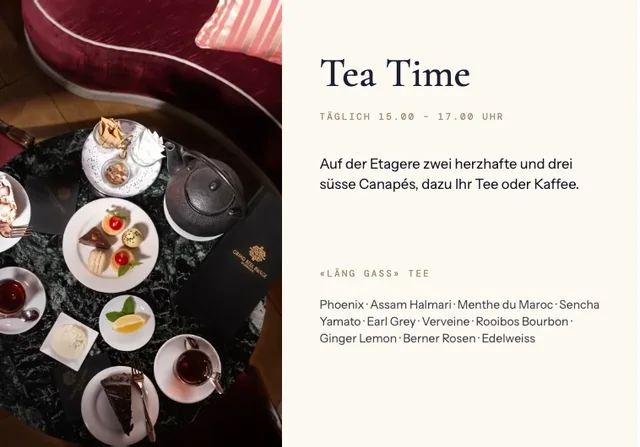 Tea Time
TÄGLICH 15.00 – 17.00 UHR
Auf der Etagere zwei herzhafte und drei
süsse Canapés, dazu Ihr Tee oder Kaffee.
«LÄNG GASS» TEE
Phoenix · Assam Halmari · Menthe du Maroc · Sencha
Yamato · Earl Grey · Verveine · Rooibos Bourbon ·
Ginger Lemon · Berner Rosen · Edelweiss